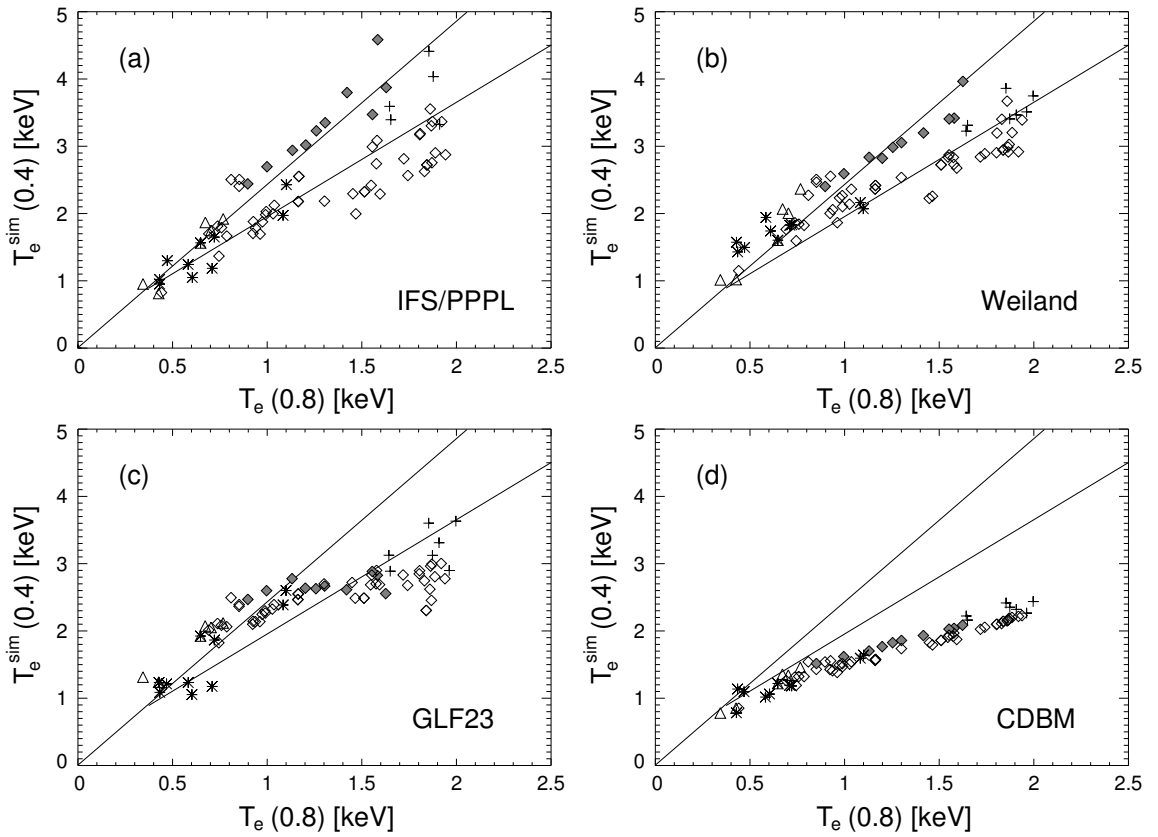 5
4
3
2
1
0
T_e^sim (0.4) [keV]
(a)
IFS/PPPL
0 0.5 1 1.5 2 2.5
T_e (0.8) [keV]
5
4
3
2
1
0
T_e^sim (0.4) [keV]
(b)
Weiland
0 0.5 1 1.5 2 2.5
T_e (0.8) [keV]
5
4
3
2
1
0
T_e^sim (0.4) [keV]
(c)
GLF23
0 0.5 1 1.5 2 2.5
T_e (0.8) [keV]
5
4
3
2
1
0
T_e^sim (0.4) [keV]
(d)
CDBM
0 0.5 1 1.5 2 2.5
T_e (0.8) [keV]